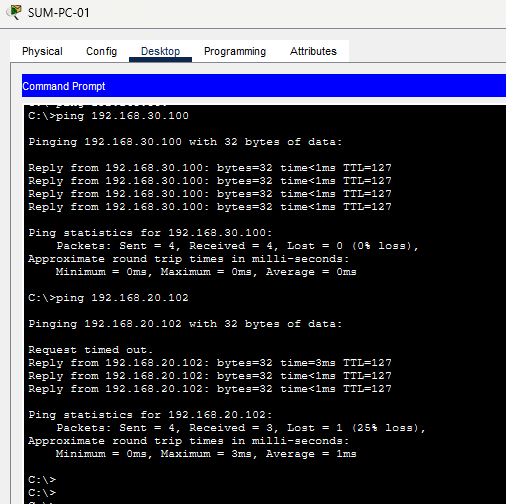 SUM-PC-01
Physical Config Desktop Programming Attributes
Command Prompt
C:\>ping 192.168.30.100
Pinging 192.168.30.100 with 32 bytes of data:
Reply from 192.168.30.100: bytes=32 time<1ms TTL=127
Reply from 192.168.30.100: bytes=32 time<1ms TTL=127
Reply from 192.168.30.100: bytes=32 time<1ms TTL=127
Reply from 192.168.30.100: bytes=32 time<1ms TTL=127
Ping statistics for 192.168.30.100:
Packets: Sent = 4, Received = 4, Lost = 0 (0% loss),
Approximate round trip times in milli-seconds:
Minimum = 0ms, Maximum = 0ms, Average = 0ms
C:\>ping 192.168.20.102
Pinging 192.168.20.102 with 32 bytes of data:
Request timed out.
Reply from 192.168.20.102: bytes=32 time=3ms TTL=127
Reply from 192.168.20.102: bytes=32 time<1ms TTL=127
Reply from 192.168.20.102: bytes=32 time<1ms TTL=127
Ping statistics for 192.168.20.102:
Packets: Sent = 4, Received = 3, Lost = 1 (25% loss),
Approximate round trip times in milli-seconds:
Minimum = 0ms, Maximum = 3ms, Average = 1ms
C:\>
C:\>